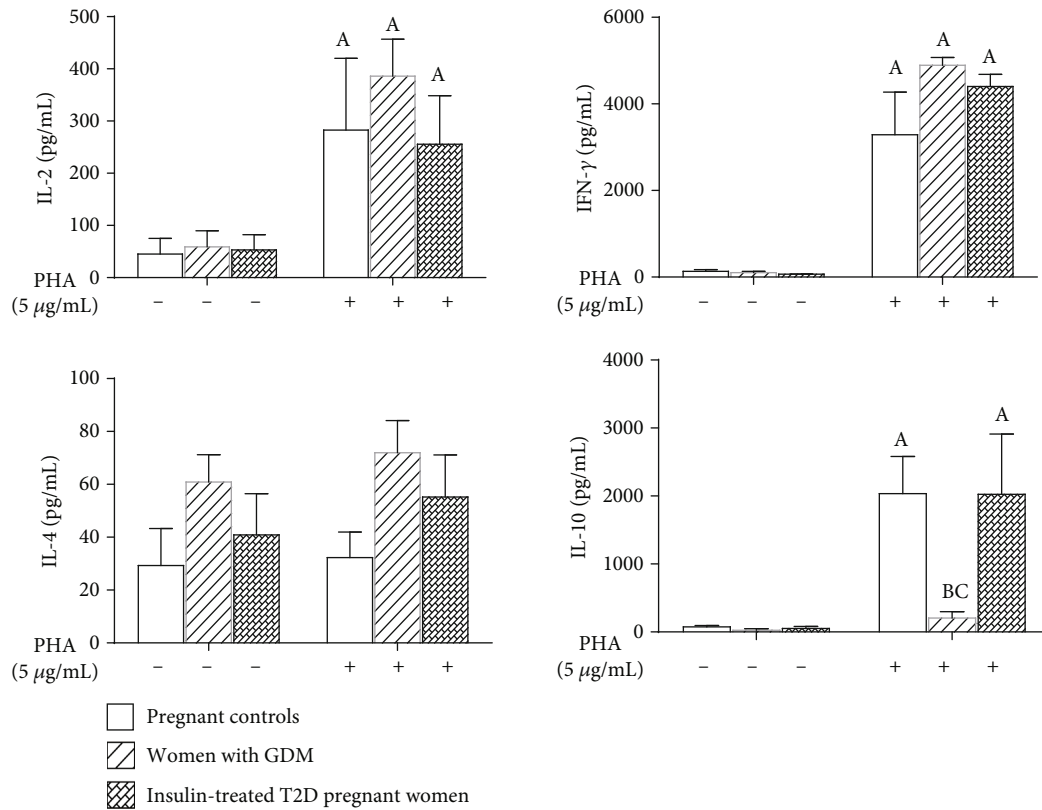 500
400
300
200
100
0
IL-2 (pg/mL)
A
A
A
PHA
(5 μg/mL)
− − − + + +
6000
4000
2000
0
IFN-γ (pg/mL)
A
A
A
PHA
(5 μg/mL)
− − − + + +
100
80
60
40
20
0
IL-4 (pg/mL)
PHA
(5 μg/mL)
− − − + + +
4000
3000
2000
1000
0
IL-10 (pg/mL)
A
BC
A
PHA
(5 μg/mL)
− − − + + +
Pregnant controls
Women with GDM
Insulin-treated T2D pregnant women